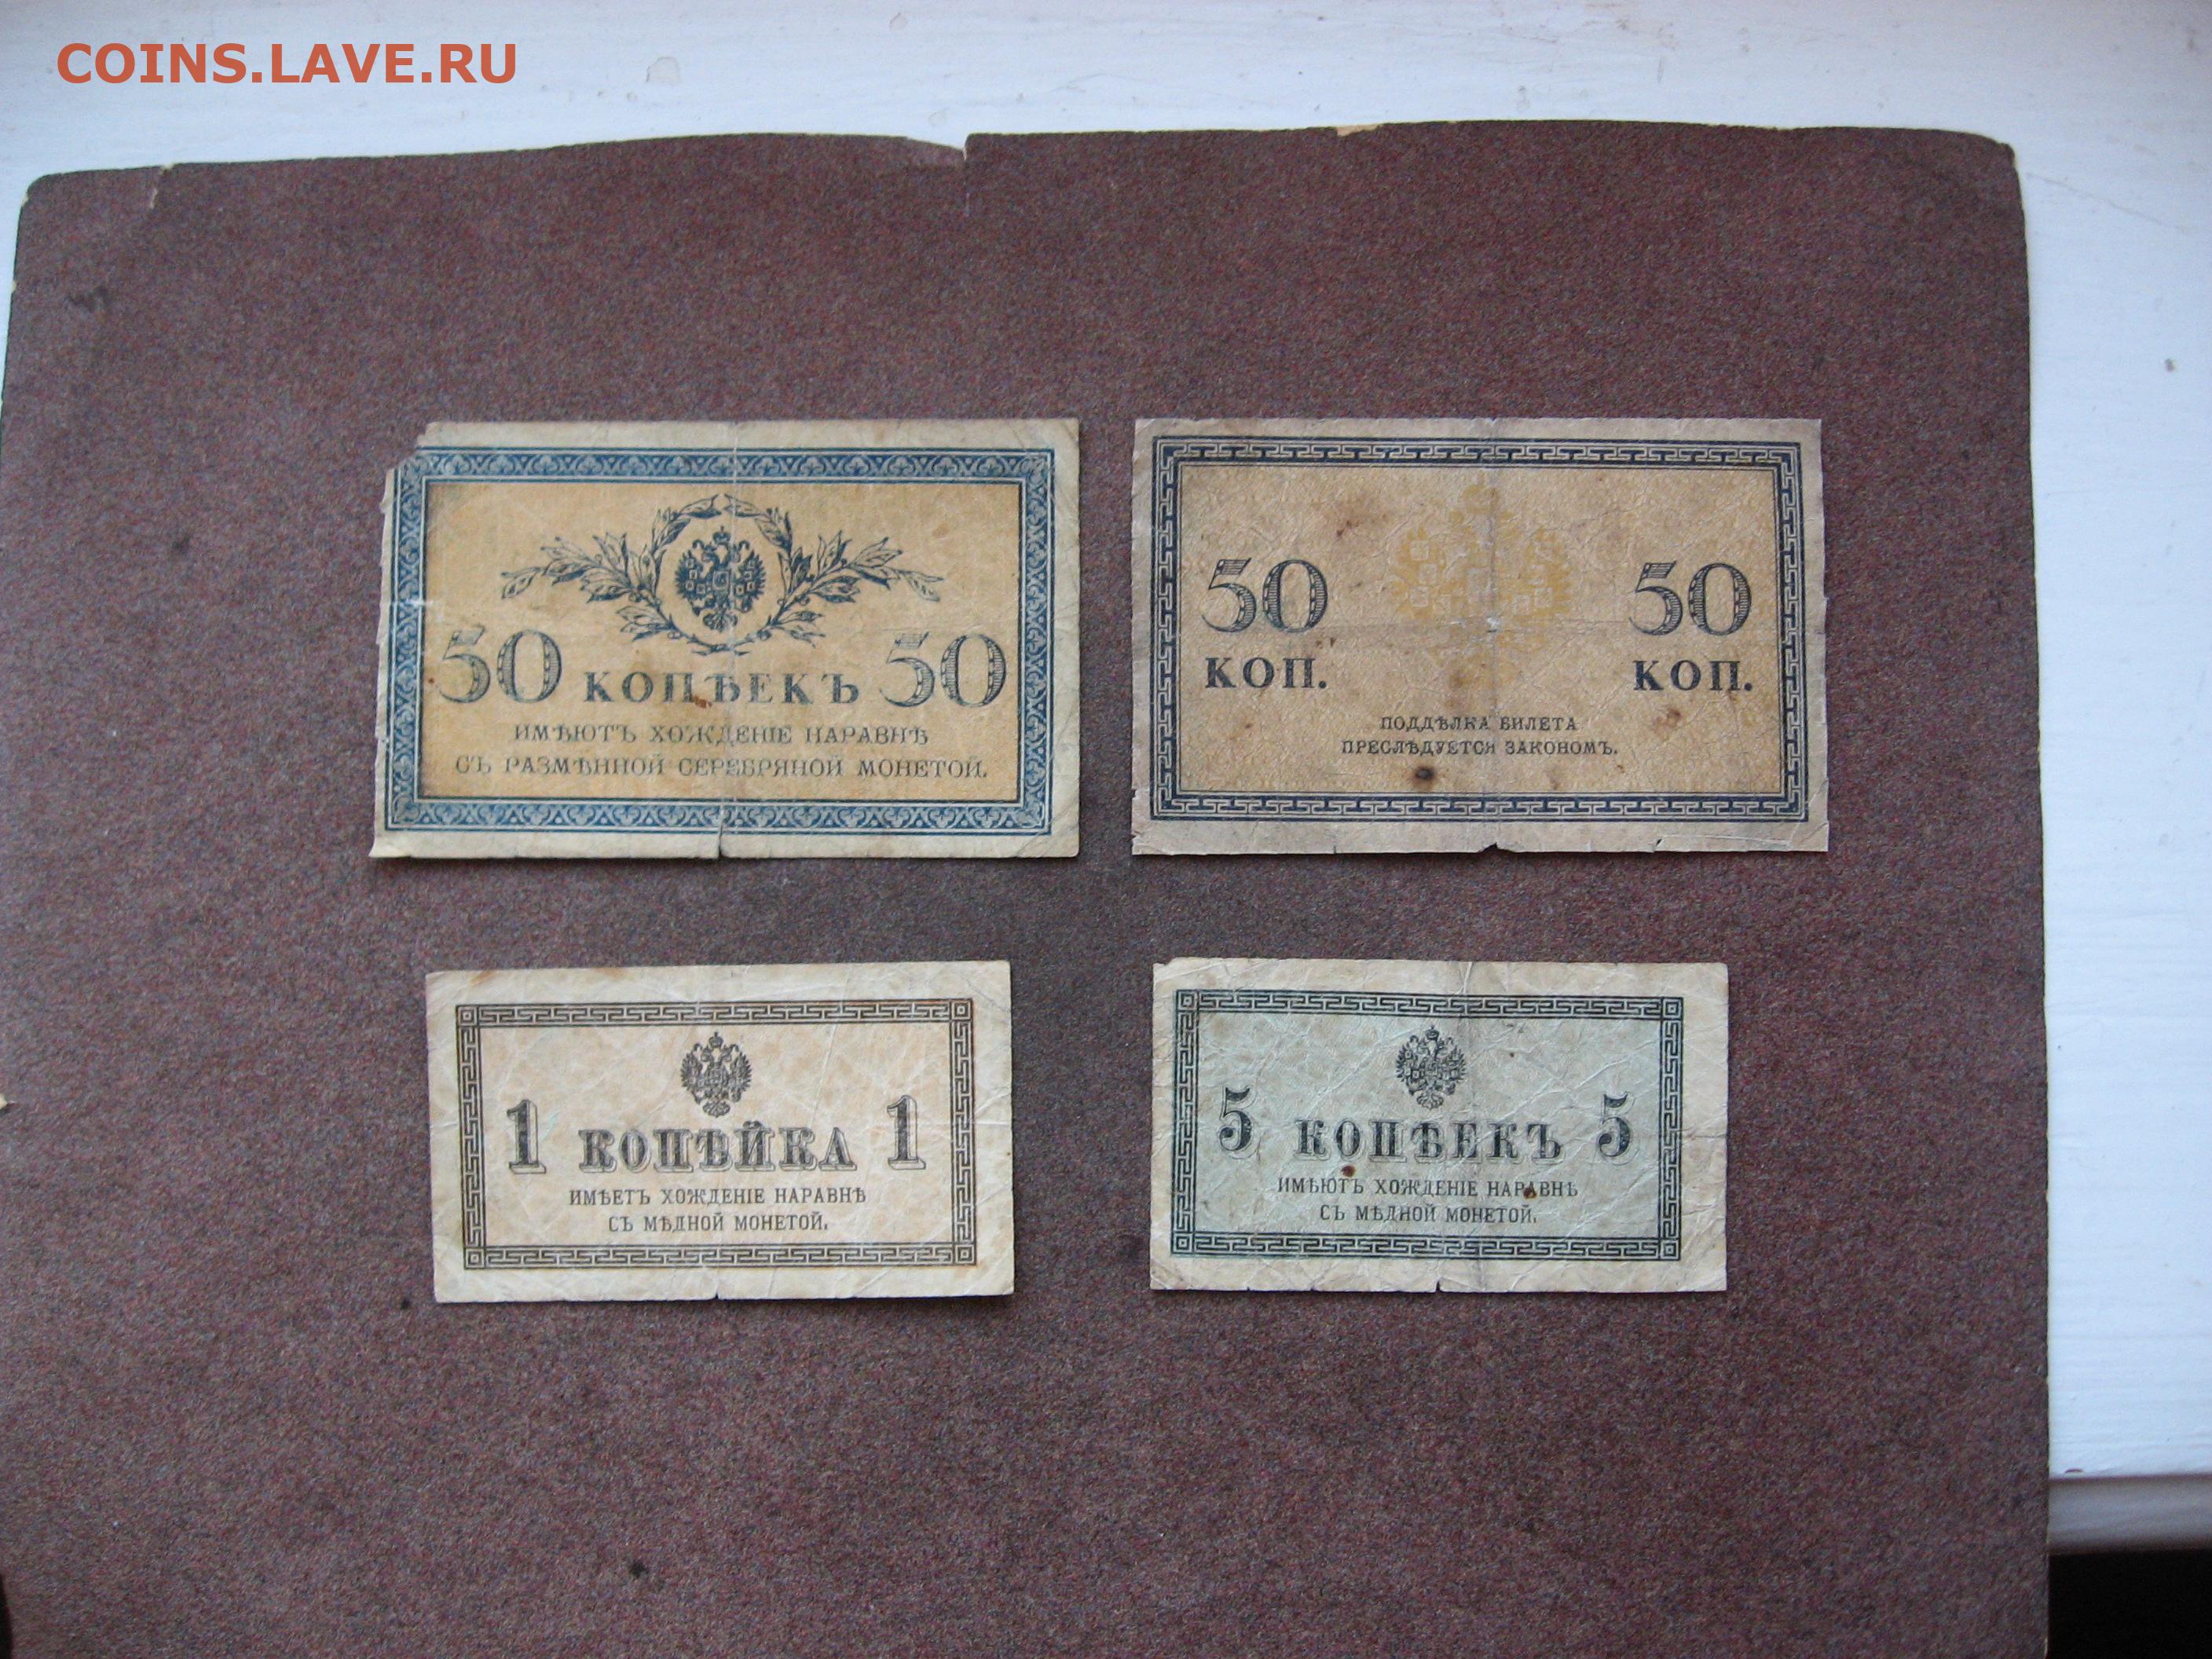 COINS.LAVE.RU
50 КОПѢЕКЪ 50
ИМѢЮТЪ ХОЖДЕНІЕ НАРАВНѢ
СЪ РАЗМѢННОЙ СЕРЕБРЯНОЙ МОНЕТОЙ.
50 50
КОП. КОП.
ПОДДѢЛКА БИЛЕТА
ПРЕСЛѢДУЕТСЯ ЗАКОНОМЪ.
1 КОПѢЙКА 1
ИМѢЕТЪ ХОЖДЕНІЕ НАРАВНѢ
СЪ МѢДНОЙ МОНЕТОЙ.
5 КОПѢЕКЪ 5
ИМѢЮТЪ ХОЖДЕНІЕ НАРАВНѢ
СЪ МѢДНОЙ МОНЕТОЙ.